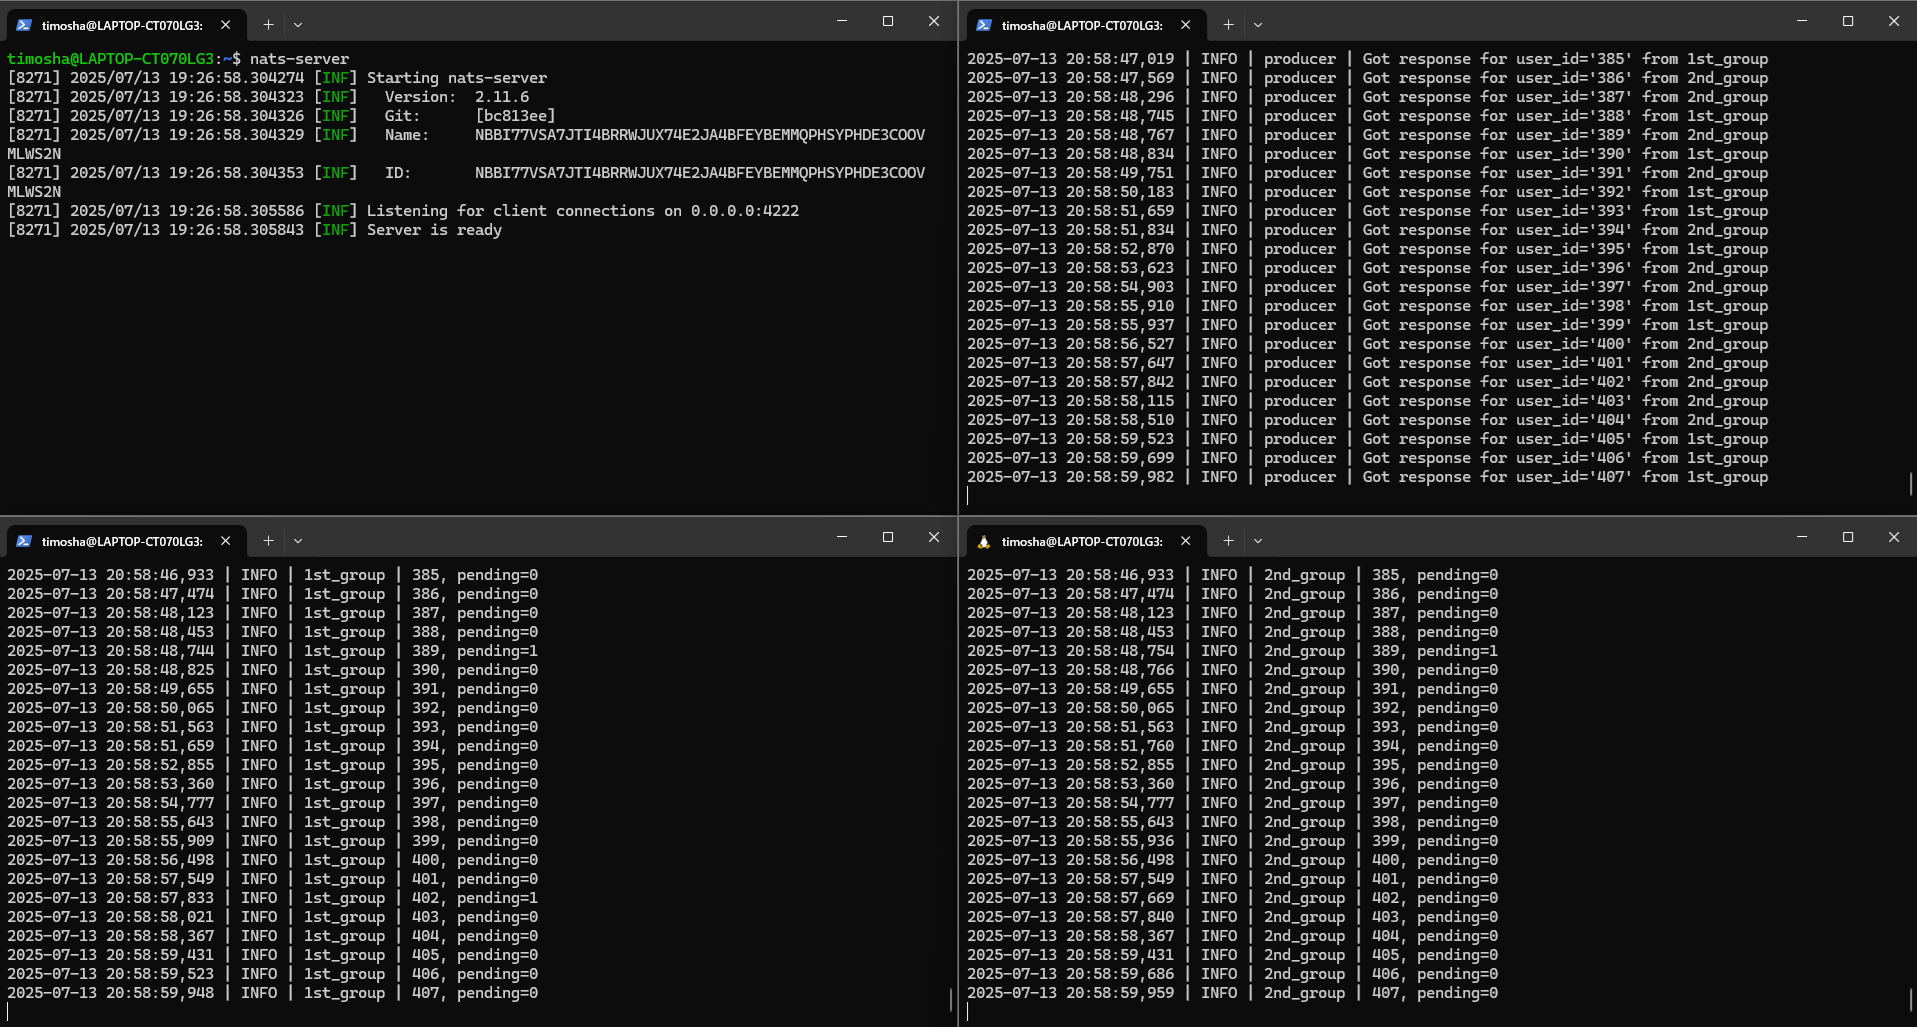 timosha@LAPTOP-CT070LG3:
timosha@LAPTOP-CT070LG3:~$ nats-server
[8271] 2025/07/13 19:26:58.304274 [INF] Starting nats-server
[8271] 2025/07/13 19:26:58.304323 [INF]   Version:  2.11.6
[8271] 2025/07/13 19:26:58.304326 [INF]   Git:      [bc813ee]
[8271] 2025/07/13 19:26:58.304329 [INF]   Name:     NBBI77VSA7JTI4BRRWJUX74E2JA4BFEYBEMMQPHSYPHDE3COOV
MLWS2N
[8271] 2025/07/13 19:26:58.304353 [INF]   ID:       NBBI77VSA7JTI4BRRWJUX74E2JA4BFEYBEMMQPHSYPHDE3COOV
MLWS2N
[8271] 2025/07/13 19:26:58.305586 [INF] Listening for client connections on 0.0.0.0:4222
[8271] 2025/07/13 19:26:58.305843 [INF] Server is ready
timosha@LAPTOP-CT070LG3:
2025-07-13 20:58:47,019 | INFO | producer | Got response for user_id='385' from 1st_group
2025-07-13 20:58:47,569 | INFO | producer | Got response for user_id='386' from 2nd_group
2025-07-13 20:58:48,296 | INFO | producer | Got response for user_id='387' from 2nd_group
2025-07-13 20:58:48,745 | INFO | producer | Got response for user_id='388' from 1st_group
2025-07-13 20:58:48,767 | INFO | producer | Got response for user_id='389' from 2nd_group
2025-07-13 20:58:48,834 | INFO | producer | Got response for user_id='390' from 1st_group
2025-07-13 20:58:49,751 | INFO | producer | Got response for user_id='391' from 2nd_group
2025-07-13 20:58:50,183 | INFO | producer | Got response for user_id='392' from 1st_group
2025-07-13 20:58:51,659 | INFO | producer | Got response for user_id='393' from 1st_group
2025-07-13 20:58:51,834 | INFO | producer | Got response for user_id='394' from 2nd_group
2025-07-13 20:58:52,870 | INFO | producer | Got response for user_id='395' from 1st_group
2025-07-13 20:58:53,623 | INFO | producer | Got response for user_id='396' from 2nd_group
2025-07-13 20:58:54,903 | INFO | producer | Got response for user_id='397' from 2nd_group
2025-07-13 20:58:55,910 | INFO | producer | Got response for user_id='398' from 1st_group
2025-07-13 20:58:55,937 | INFO | producer | Got response for user_id='399' from 1st_group
2025-07-13 20:58:56,527 | INFO | producer | Got response for user_id='400' from 2nd_group
2025-07-13 20:58:57,647 | INFO | producer | Got response for user_id='401' from 2nd_group
2025-07-13 20:58:57,842 | INFO | producer | Got response for user_id='402' from 2nd_group
2025-07-13 20:58:58,115 | INFO | producer | Got response for user_id='403' from 2nd_group
2025-07-13 20:58:58,510 | INFO | producer | Got response for user_id='404' from 2nd_group
2025-07-13 20:58:59,523 | INFO | producer | Got response for user_id='405' from 1st_group
2025-07-13 20:58:59,699 | INFO | producer | Got response for user_id='406' from 1st_group
2025-07-13 20:58:59,982 | INFO | producer | Got response for user_id='407' from 1st_group
timosha@LAPTOP-CT070LG3:
2025-07-13 20:58:46,933 | INFO | 1st_group | 385, pending=0
2025-07-13 20:58:47,474 | INFO | 1st_group | 386, pending=0
2025-07-13 20:58:48,123 | INFO | 1st_group | 387, pending=0
2025-07-13 20:58:48,453 | INFO | 1st_group | 388, pending=0
2025-07-13 20:58:48,744 | INFO | 1st_group | 389, pending=1
2025-07-13 20:58:48,825 | INFO | 1st_group | 390, pending=0
2025-07-13 20:58:49,655 | INFO | 1st_group | 391, pending=0
2025-07-13 20:58:50,065 | INFO | 1st_group | 392, pending=0
2025-07-13 20:58:51,563 | INFO | 1st_group | 393, pending=0
2025-07-13 20:58:51,659 | INFO | 1st_group | 394, pending=0
2025-07-13 20:58:52,855 | INFO | 1st_group | 395, pending=0
2025-07-13 20:58:53,360 | INFO | 1st_group | 396, pending=0
2025-07-13 20:58:54,777 | INFO | 1st_group | 397, pending=0
2025-07-13 20:58:55,643 | INFO | 1st_group | 398, pending=0
2025-07-13 20:58:55,909 | INFO | 1st_group | 399, pending=0
2025-07-13 20:58:56,498 | INFO | 1st_group | 400, pending=0
2025-07-13 20:58:57,549 | INFO | 1st_group | 401, pending=0
2025-07-13 20:58:57,833 | INFO | 1st_group | 402, pending=1
2025-07-13 20:58:58,021 | INFO | 1st_group | 403, pending=0
2025-07-13 20:58:58,367 | INFO | 1st_group | 404, pending=0
2025-07-13 20:58:59,431 | INFO | 1st_group | 405, pending=0
2025-07-13 20:58:59,523 | INFO | 1st_group | 406, pending=0
2025-07-13 20:58:59,948 | INFO | 1st_group | 407, pending=0
timosha@LAPTOP-CT070LG3:
2025-07-13 20:58:46,933 | INFO | 2nd_group | 385, pending=0
2025-07-13 20:58:47,474 | INFO | 2nd_group | 386, pending=0
2025-07-13 20:58:48,123 | INFO | 2nd_group | 387, pending=0
2025-07-13 20:58:48,453 | INFO | 2nd_group | 388, pending=0
2025-07-13 20:58:48,754 | INFO | 2nd_group | 389, pending=1
2025-07-13 20:58:48,766 | INFO | 2nd_group | 390, pending=0
2025-07-13 20:58:49,655 | INFO | 2nd_group | 391, pending=0
2025-07-13 20:58:50,065 | INFO | 2nd_group | 392, pending=0
2025-07-13 20:58:51,563 | INFO | 2nd_group | 393, pending=0
2025-07-13 20:58:51,760 | INFO | 2nd_group | 394, pending=0
2025-07-13 20:58:52,855 | INFO | 2nd_group | 395, pending=0
2025-07-13 20:58:53,360 | INFO | 2nd_group | 396, pending=0
2025-07-13 20:58:54,777 | INFO | 2nd_group | 397, pending=0
2025-07-13 20:58:55,643 | INFO | 2nd_group | 398, pending=0
2025-07-13 20:58:55,936 | INFO | 2nd_group | 399, pending=0
2025-07-13 20:58:56,498 | INFO | 2nd_group | 400, pending=0
2025-07-13 20:58:57,549 | INFO | 2nd_group | 401, pending=0
2025-07-13 20:58:57,669 | INFO | 2nd_group | 402, pending=0
2025-07-13 20:58:57,840 | INFO | 2nd_group | 403, pending=0
2025-07-13 20:58:58,367 | INFO | 2nd_group | 404, pending=0
2025-07-13 20:58:59,431 | INFO | 2nd_group | 405, pending=0
2025-07-13 20:58:59,686 | INFO | 2nd_group | 406, pending=0
2025-07-13 20:58:59,959 | INFO | 2nd_group | 407, pending=0